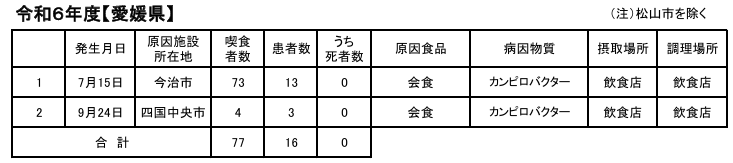 令和６年度【愛媛県】 （注）松山市を除く
発生月日 原因施設所在地 喫食者数 患者数 うち死者数 原因食品 病因物質 摂取場所 調理場所
1 7月15日 今治市 73 13 0 会食 カンピロバクター 飲食店 飲食店
2 9月24日 四国中央市 4 3 0 会食 カンピロバクター 飲食店 飲食店
合　計 77 16 0